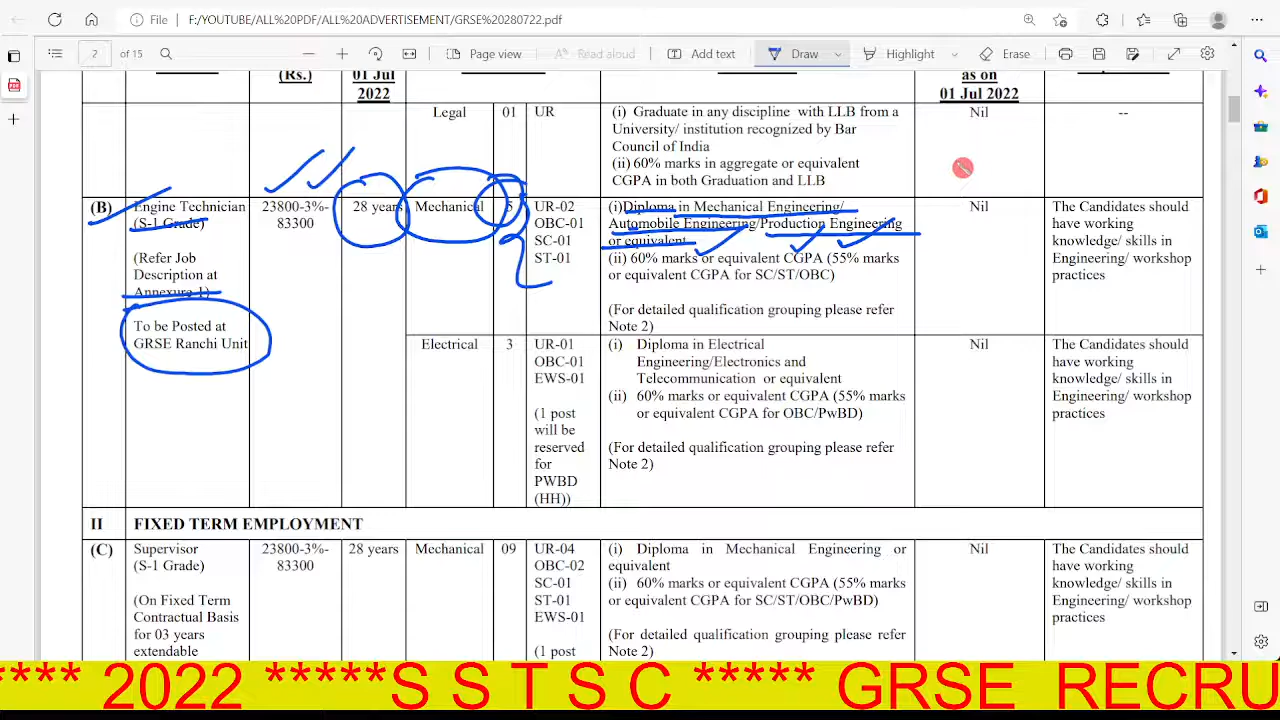 File
F:/YOUTUBE/ALL%20PDF/ALL%20ADVERTISEMENT/GRSE%20280722.pdf
2 of 15
Page view
Read aloud
Add text
Draw
Highlight
Erase
(Rs.)
01 Jul
2022
as on
01 Jul 2022
Legal
01
UR
(i) Graduate in any discipline with LLB from a
University/ institution recognized by Bar
Council of India
(ii) 60% marks in aggregate or equivalent
CGPA in both Graduation and LLB
Nil
--
(B)
Engine Technician
(S-1 Grade)
(Refer Job
Description at
Annexure 1)
To be Posted at
GRSE Ranchi Unit
23800-3%-
83300
28 years
Mechanical
5
UR-02
OBC-01
SC-01
ST-01
(i)Diploma in Mechanical Engineering/
Automobile Engineering/Production Engineering
or equivalent
(ii) 60% marks or equivalent CGPA (55% marks
or equivalent CGPA for SC/ST/OBC)
(For detailed qualification grouping please refer
Note 2)
Nil
The Candidates should
have working
knowledge/ skills in
Engineering/ workshop
practices
Electrical
3
UR-01
OBC-01
EWS-01
(1 post
will be
reserved
for
PWBD
(HH))
(i) Diploma in Electrical
Engineering/Electronics and
Telecommunication or equivalent
(ii) 60% marks or equivalent CGPA (55% marks
or equivalent CGPA for OBC/PwBD)
(For detailed qualification grouping please refer
Note 2)
Nil
The Candidates should
have working
knowledge/ skills in
Engineering/ workshop
practices
II
FIXED TERM EMPLOYMENT
(C)
Supervisor
(S-1 Grade)
(On Fixed Term
Contractual Basis
for 03 years
extendable
23800-3%-
83300
28 years
Mechanical
09
UR-04
OBC-02
SC-01
ST-01
EWS-01
(1 post
(i) Diploma in Mechanical Engineering or
equivalent
(ii) 60% marks or equivalent CGPA (55% marks
or equivalent CGPA for SC/ST/OBC/PwBD)
(For detailed qualification grouping please refer
Note 2)
Nil
The Candidates should
have working
knowledge/ skills in
Engineering/ workshop
practices
**** 2022 *****S S T S C ***** GRSE RECRU